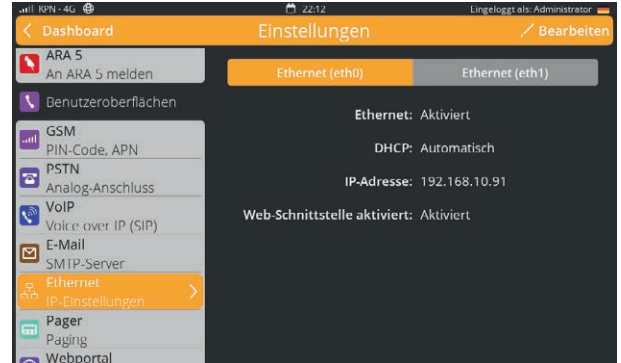 KPN - 4G
22:12
Lingeloggt als: Administrator
Dashboard
Einstellungen
Bearbeiten
ARA 5
An ARA 5 melden
Benutzeroberflächen
GSM
PIN-Code, APN
PSTN
Analog-Anschluss
VoIP
Voice over IP (SIP)
E-Mail
SMTP-Server
Ethernet
IP-Einstellungen
Pager
Paging
Webportal
Ethernet (eth0)
Ethernet (eth1)
Ethernet: Aktiviert
DHCP: Automatisch
IP-Adresse: 192.168.10.91
Web-Schnittstelle aktiviert: Aktiviert